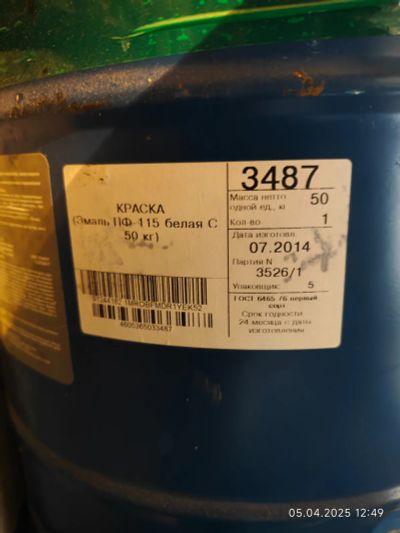 КРАСКА
(Эмаль ПФ-115 белая С
50 кг)
4606365033487
3487
Масса нетто
одной ед., кг
50
Кол-во
1
Дата изготовл.
07.2014
Партия N
3526/1
Упаковщик:
5
ГОСТ 6465 76 первый
сорт
Срок годности
24 месяца с даты
изготовления
05.04.2025 12:49